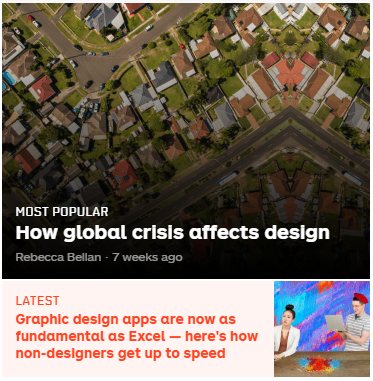 MOST POPULAR
How global crisis affects design
Rebecca Bellan · 7 weeks ago
LATEST
Graphic design apps are now as
fundamental as Excel — here's how
non-designers get up to speed